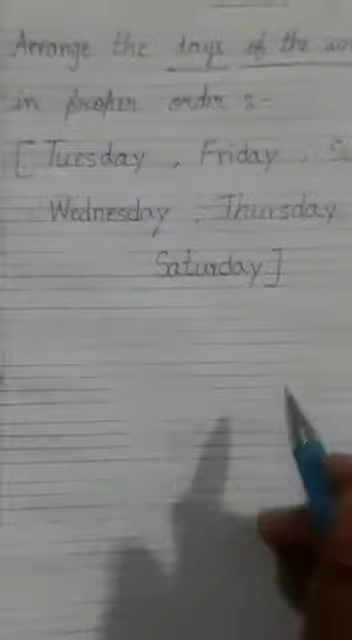 Arrange the days of the
in proper order :-
[ Tuesday , Friday ,
Wednesday , Thursday
Saturday ]